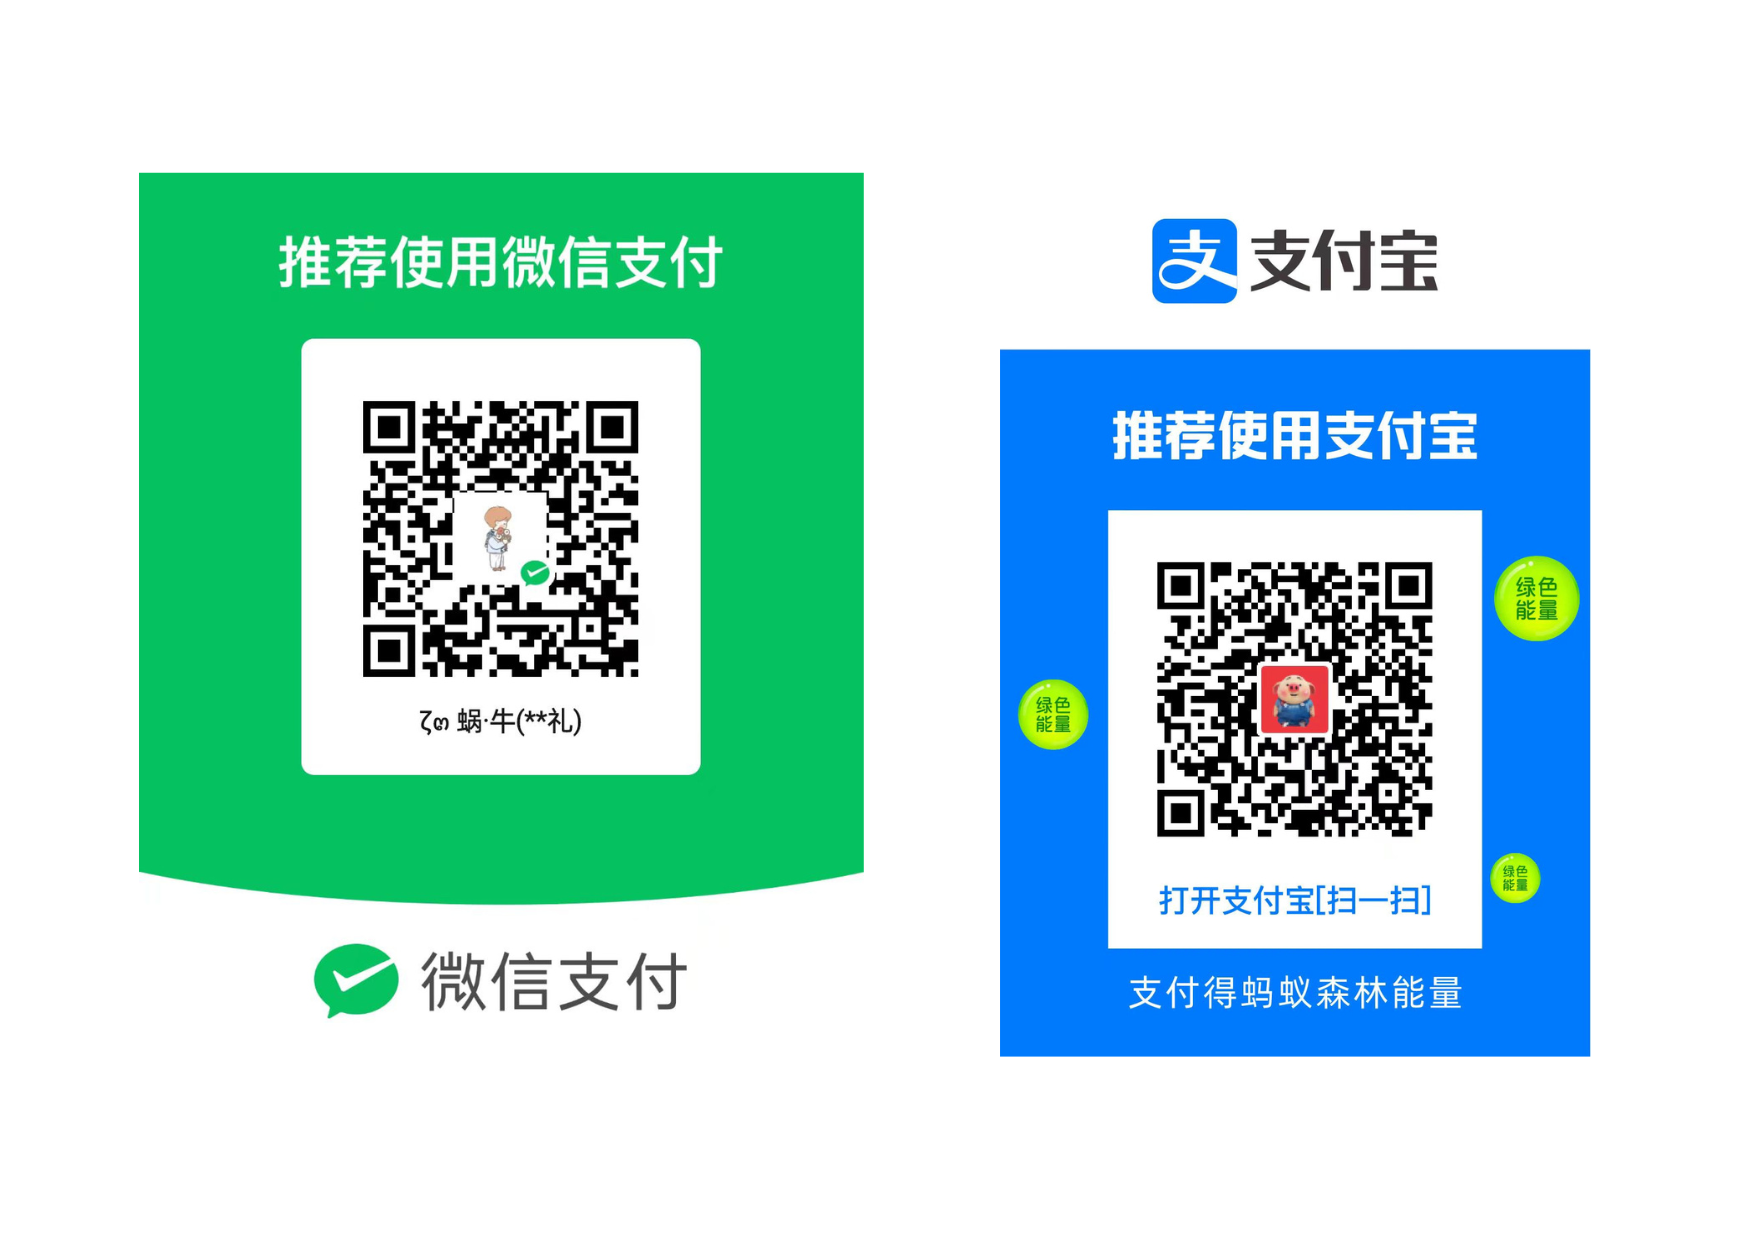 推荐使用微信支付
ζო 蜗·牛(**礼)
微信支付
支付宝
推荐使用支付宝
绿色
能量
绿色
能量
绿色
能量
打开支付宝[扫一扫]
支付得蚂蚁森林能量